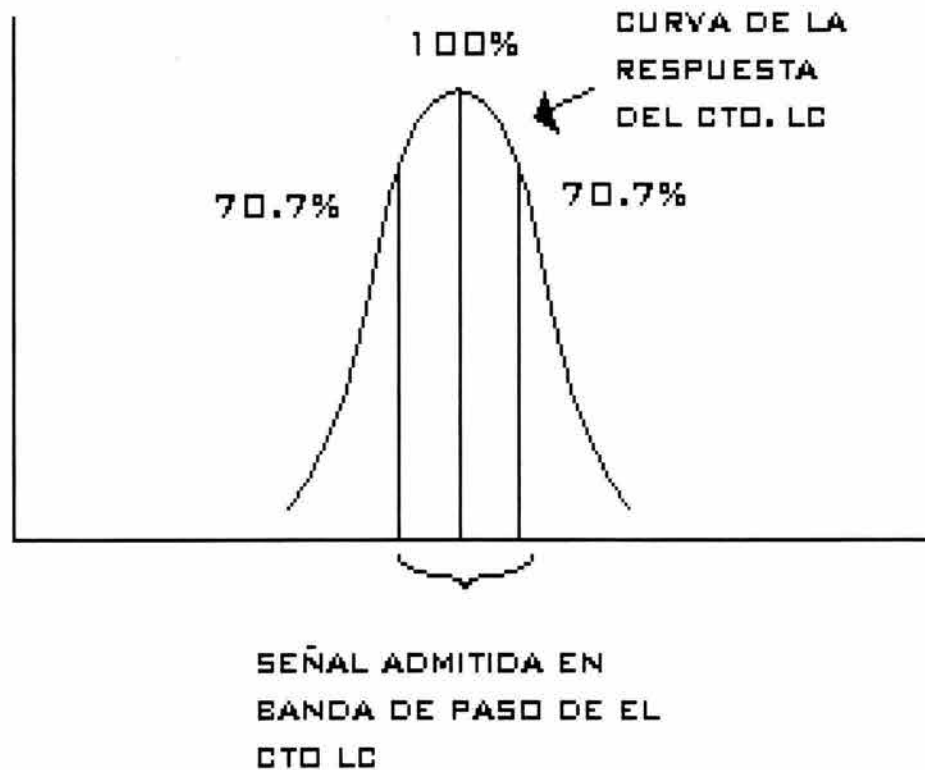 100%
CURVA DE LA
RESPUESTA
DEL CTO. LC
70.7%
70.7%
SEÑAL ADMITIDA EN
BANDA DE PASO DE EL
CTO LC